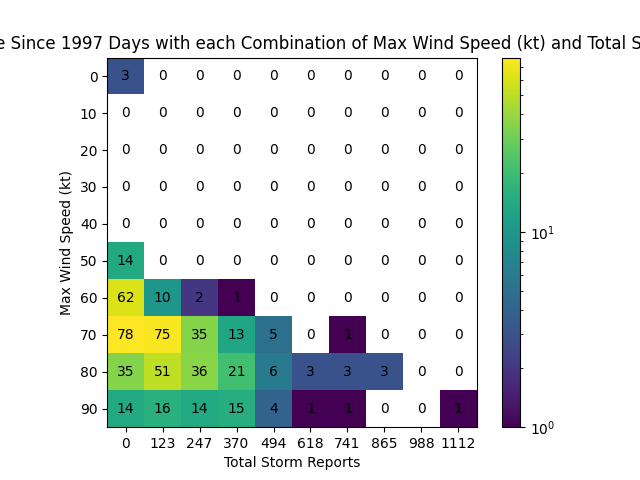 e Since 1997 Days with each Combination of Max Wind Speed (kt) and Total S
0 3 0 0 0 0 0 0 0 0 0
10 0 0 0 0 0 0 0 0 0 0
20 0 0 0 0 0 0 0 0 0 0
30 0 0 0 0 0 0 0 0 0 0
40 0 0 0 0 0 0 0 0 0 0
50 14 0 0 0 0 0 0 0 0 0
60 62 10 2 1 0 0 0 0 0 0
70 78 75 35 13 5 0 1 0 0 0
80 35 51 36 21 6 3 3 3 0 0
90 14 16 14 15 4 1 1 0 0 1
0 123 247 370 494 618 741 865 988 1112
Total Storm Reports
Max Wind Speed (kt)
10¹
10⁰